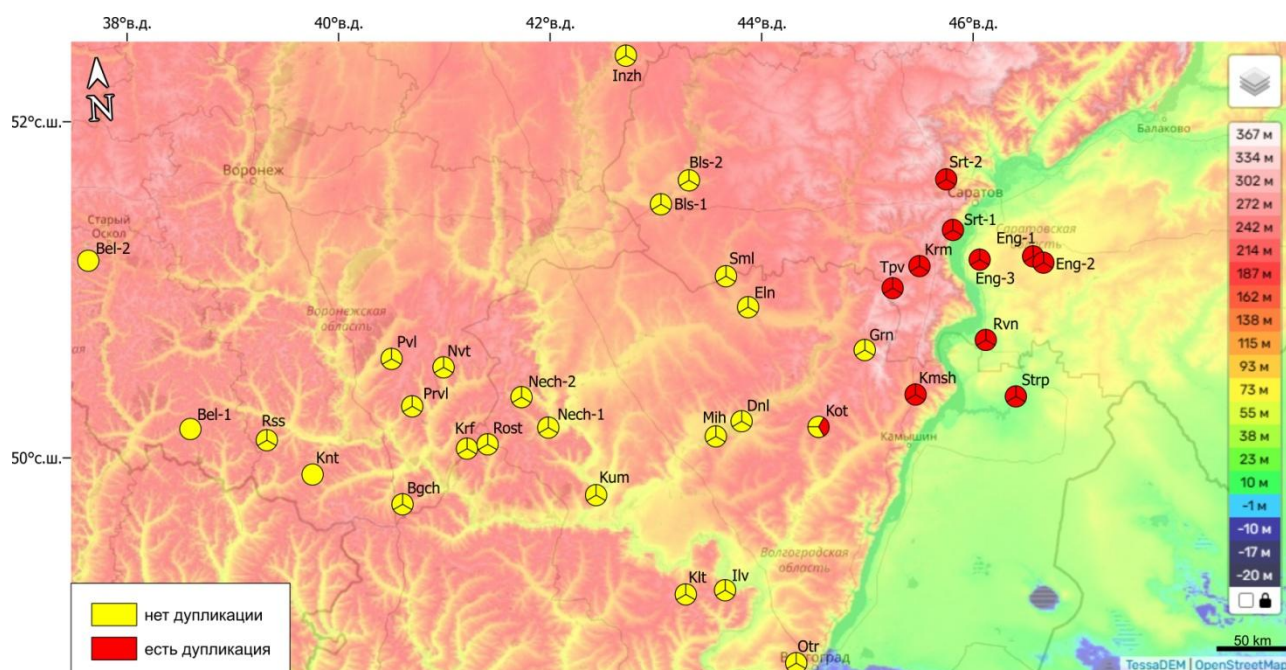 38°в.д.
40°в.д.
42°в.д.
44°в.д.
46°в.д.
N
52°с.ш.
50°с.ш.
Inzh
Балаково
Воронеж
Bls-2
Srt-2
Саратов
Bls-1
Старый
Оскол
Bel-2
Srt-1
Саратовская
область
Eng-1
Eng-2
Eng-3
Krm
Tpv
Sml
Eln
Воронежская
область
Rvn
Grn
Pvl
Nvt
Nech-2
Kmsh
Strp
Prvl
Nech-1
Dnl
Kot
Mih
Камышин
Bel-1
Rss
Krf
Rost
Knt
Bgch
Kum
Волгоградская
область
Klt
Ilv
Otr
Волгоград
367 м
334 м
302 м
272 м
242 м
214 м
187 м
162 м
138 м
115 м
93 м
73 м
55 м
38 м
23 м
10 м
-1 м
-10 м
-17 м
-20 м
нет дупликации
есть дупликация
50 km
TessaDEM | OpenStreetMap